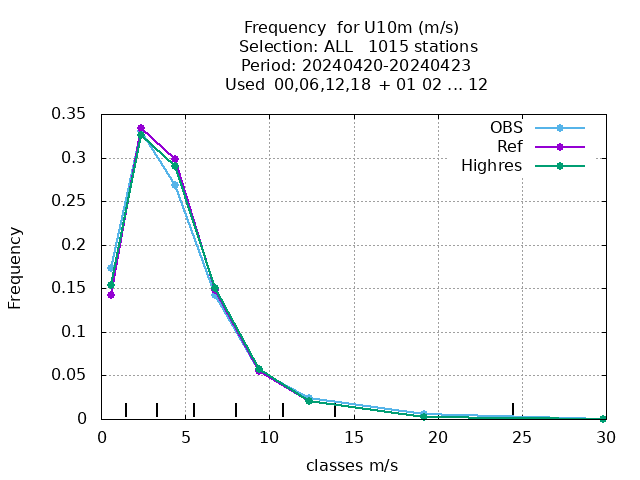 Frequency  for U10m (m/s)
Selection: ALL   1015 stations
Period: 20240420-20240423
Used  00,06,12,18 + 01 02 ... 12
OBS
Ref
Highres
Frequency
0.35
0.3
0.25
0.2
0.15
0.1
0.05
0
0 5 10 15 20 25 30
classes m/s